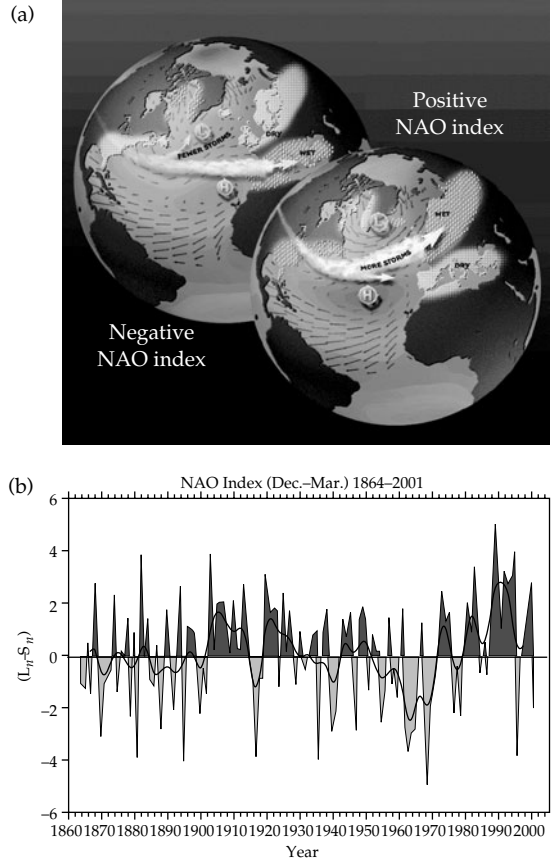 (a)
Positive
NAO index
L
FEWER STORMS
DRY
WET
H
L
WET
MORE STORMS
DRY
H
Negative
NAO index
(b)
NAO Index (Dec.–Mar.) 1864–2001
(Lₙ-Sₙ)
6
4
2
0
−2
−4
−6
1860 1870 1880 1890 1900 1910 1920 1930 1940 1950 1960 1970 1980 1990 2000
Year